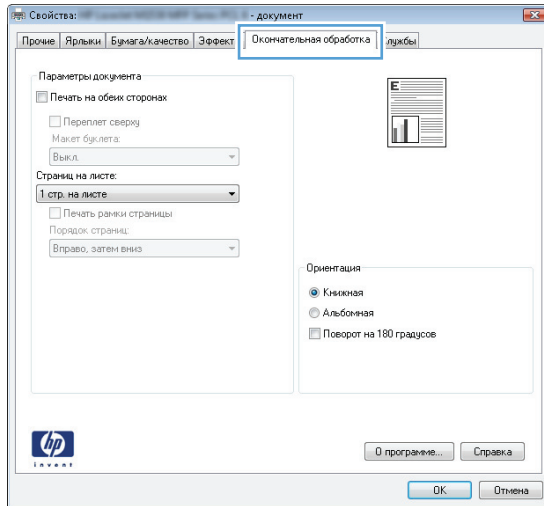 Свойства: - документ
Прочие Ярлыки Бумага/качество Эффект Окончательная обработка лужбы
Параметры документа
Печать на обеих сторонах
Переплет сверху
Макет буклета:
Выкл.
Страниц на листе:
1 стр. на листе
Печать рамки страницы
Порядок страниц:
Вправо, затем вниз
E
Ориентация
Книжная
Альбомная
Поворот на 180 градусов
hp
invent
О программе... Справка
OK Отмена